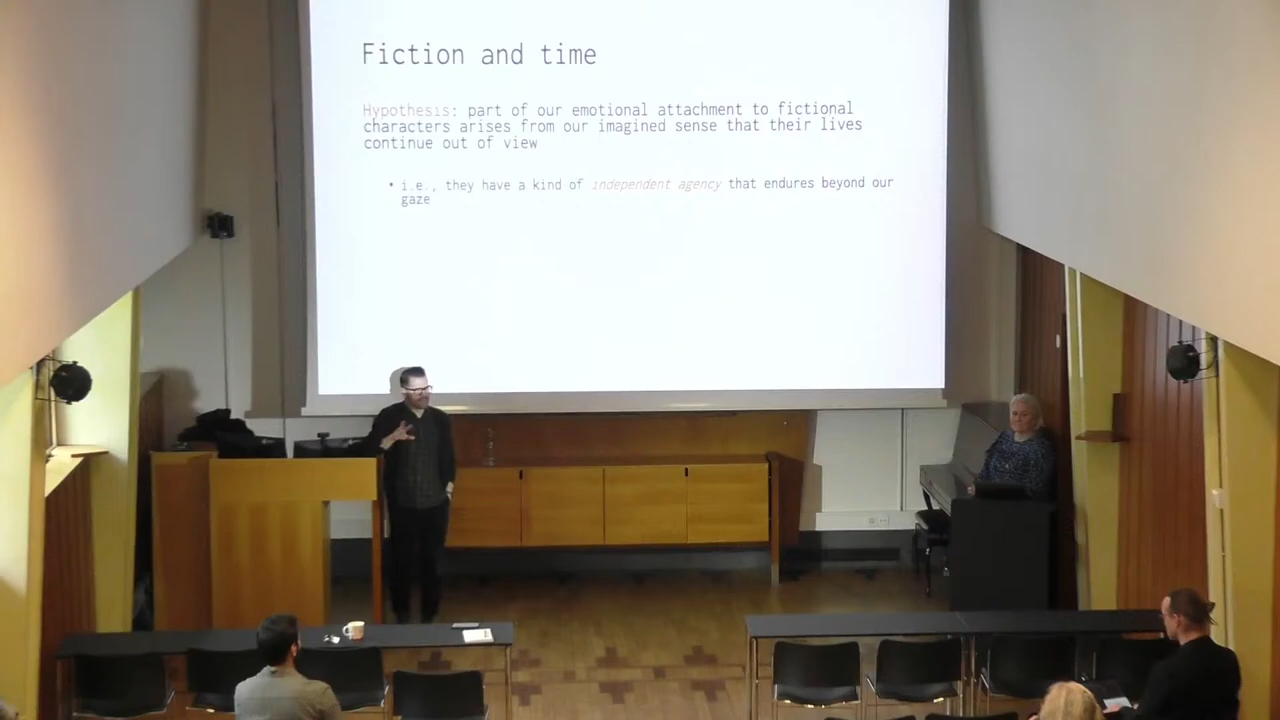 Fiction and time
Hypothesis: part of our emotional attachment to fictional
characters arises from our imagined sense that their lives
continue out of view
• i.e., they have a kind of independent agency that endures beyond our
gaze